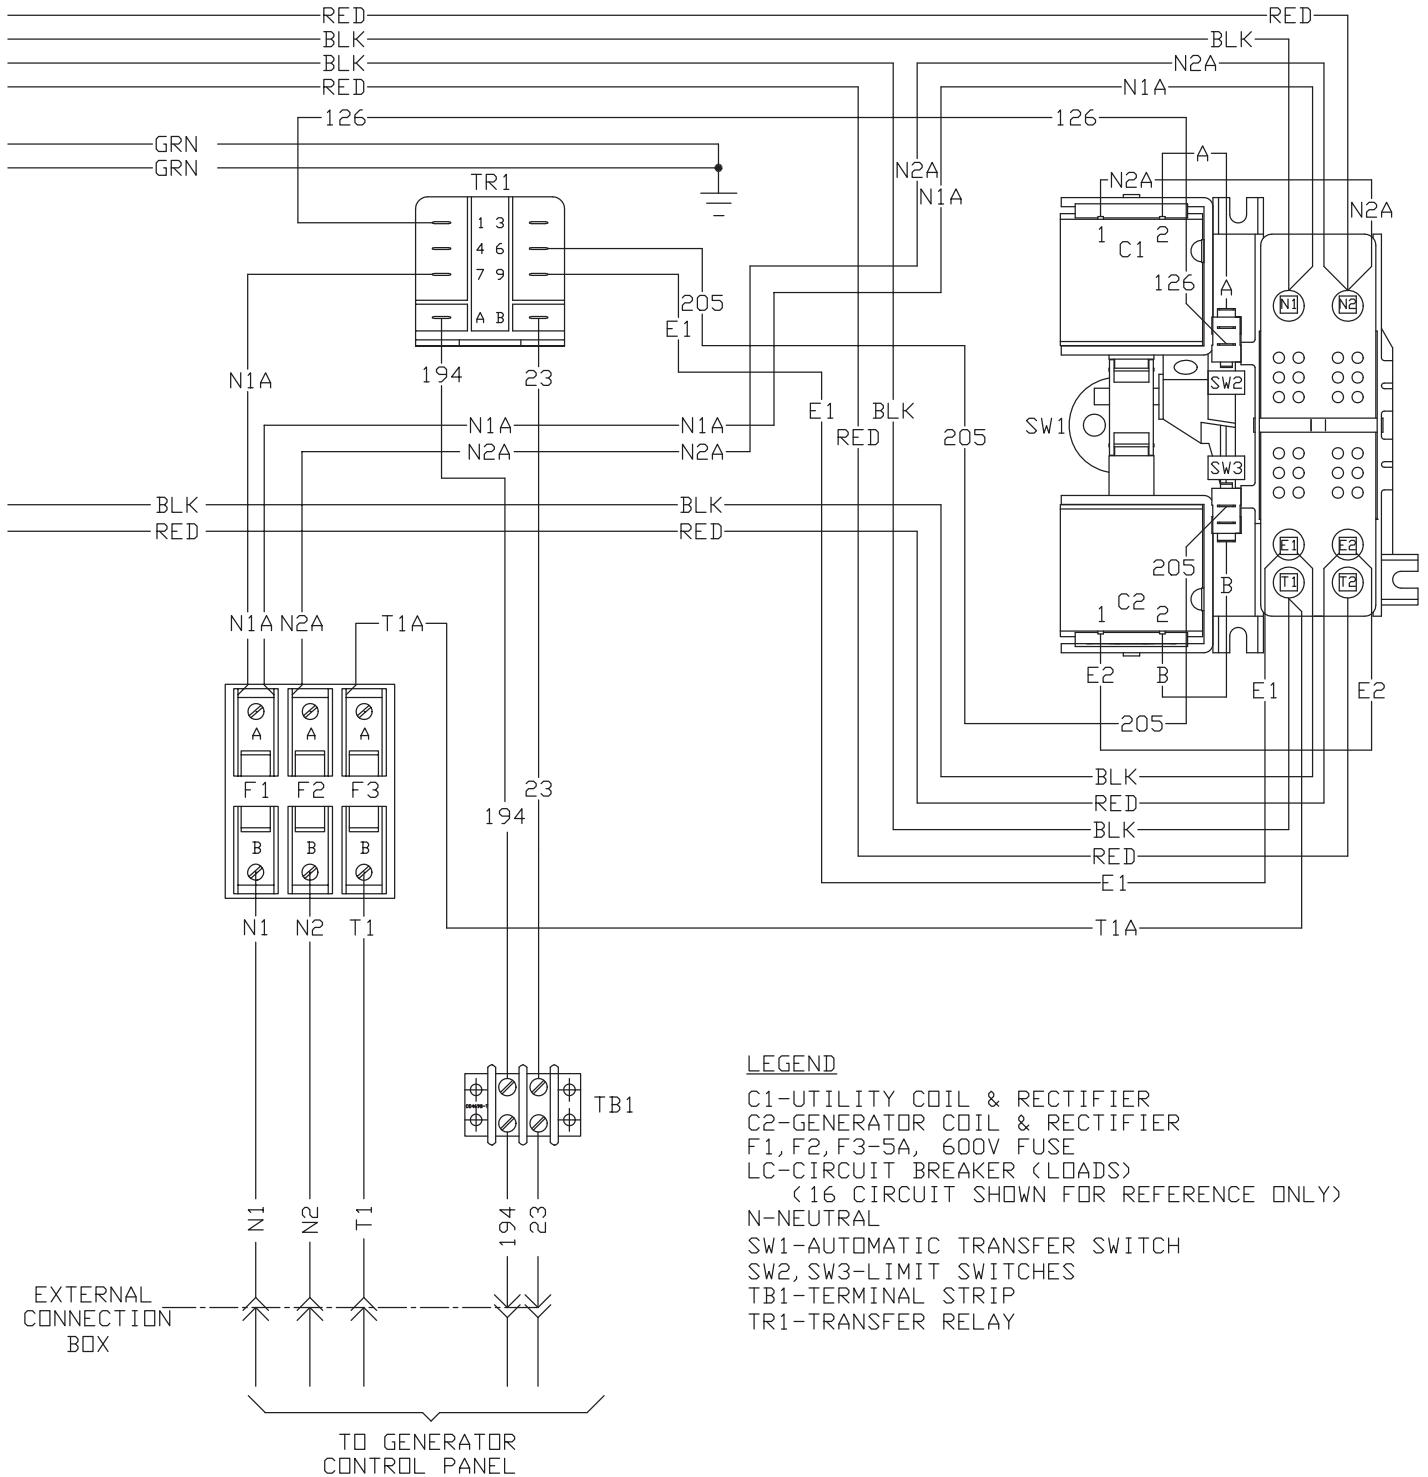 RED RED
BLK BLK
BLK N2A
RED N1A
126 126
GRN A
GRN N2A N2A
TR1 N1A N2A
1 3 1 2
4 6 C1
7 9 126 A
205 N1 N2
A B E1
194 23 SW2
N1A E1 BLK
N1A N1A RED 205 SW1
N2A N2A SW3
BLK BLK
RED RED
E1 E2
205 B T1 T2
C2
N1A N2A T1A 1 2
E2 B E1 E2
205
A A A
BLK
F1 F2 F3 23
RED
194
BLK
B B B
RED
E1
N1 N2 T1 T1A
LEGEND
TB1
C1-UTILITY COIL & RECTIFIER
C2-GENERATOR COIL & RECTIFIER
F1,F2,F3-5A, 600V FUSE
LC-CIRCUIT BREAKER (LOADS)
(16 CIRCUIT SHOWN FOR REFERENCE ONLY)
N-NEUTRAL
N1 N2 T1 194 23
SW1-AUTOMATIC TRANSFER SWITCH
SW2,SW3-LIMIT SWITCHES
TB1-TERMINAL STRIP
TR1-TRANSFER RELAY
EXTERNAL
CONNECTION
BOX
TO GENERATOR
CONTROL PANEL